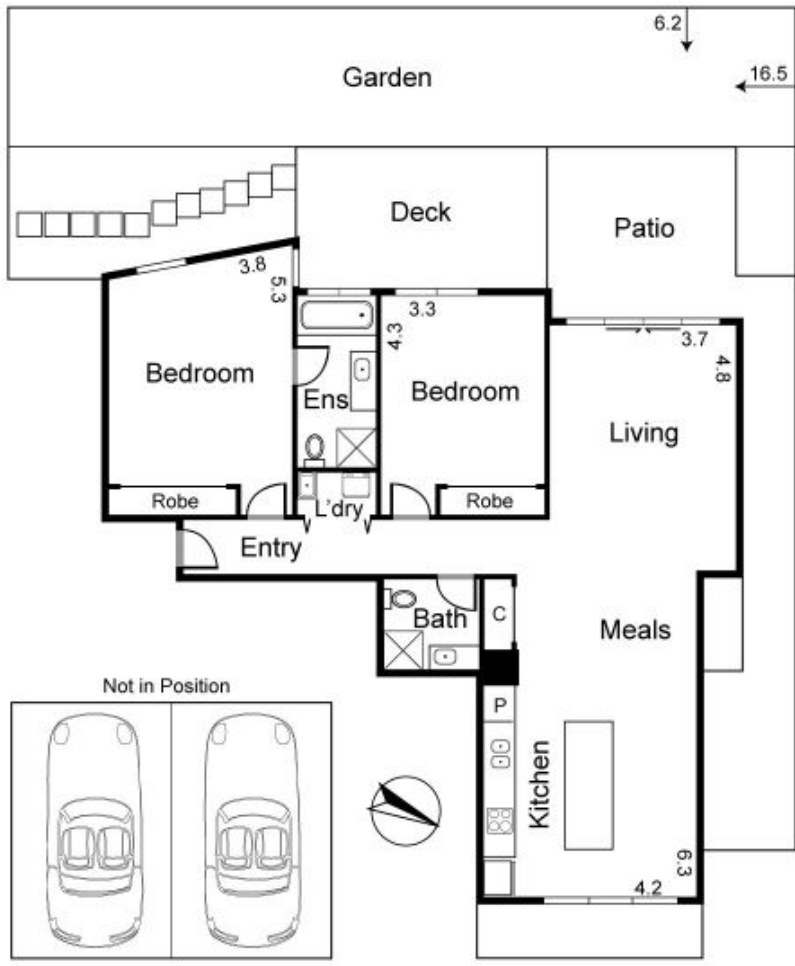 6.2
16.5
Garden
Deck
Patio
3.8
5.3
3.3
4.3
3.7
4.8
Bedroom
Ens
Bedroom
Living
Robe
L'dry
Robe
Entry
Bath
C
Meals
Not in Position
P
Kitchen
6.3
4.2